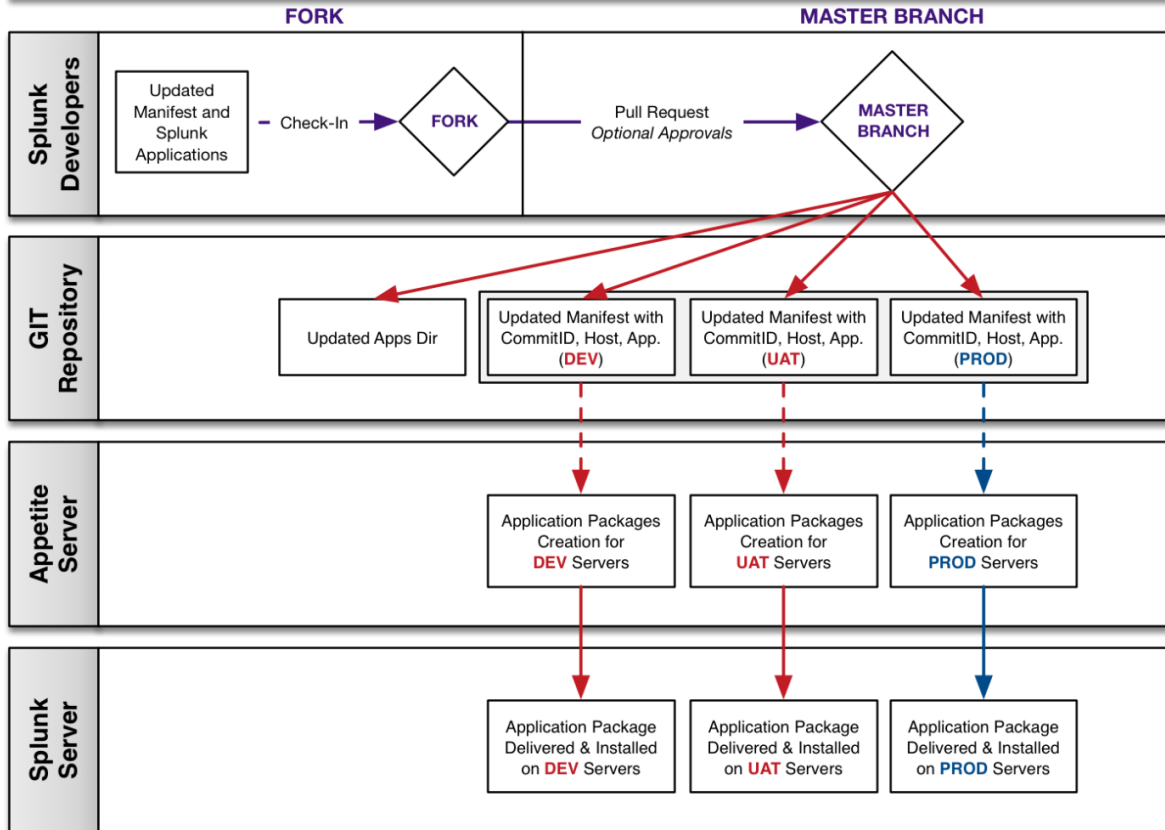 FORK
MASTER BRANCH
Splunk
Developers
Updated
Manifest and
Splunk
Applications
Check-In
FORK
Pull Request
Optional Approvals
MASTER
BRANCH
GIT
Repository
Updated Apps Dir
Updated Manifest with
CommitID, Host, App.
(DEV)
Updated Manifest with
CommitID, Host, App.
(UAT)
Updated Manifest with
CommitID, Host, App.
(PROD)
Appetite
Server
Application Packages
Creation for
DEV Servers
Application Packages
Creation for
UAT Servers
Application Packages
Creation for
PROD Servers
Splunk
Server
Application Package
Delivered & Installed
on DEV Servers
Application Package
Delivered & Installed
on UAT Servers
Application Package
Delivered & Installed
on PROD Servers